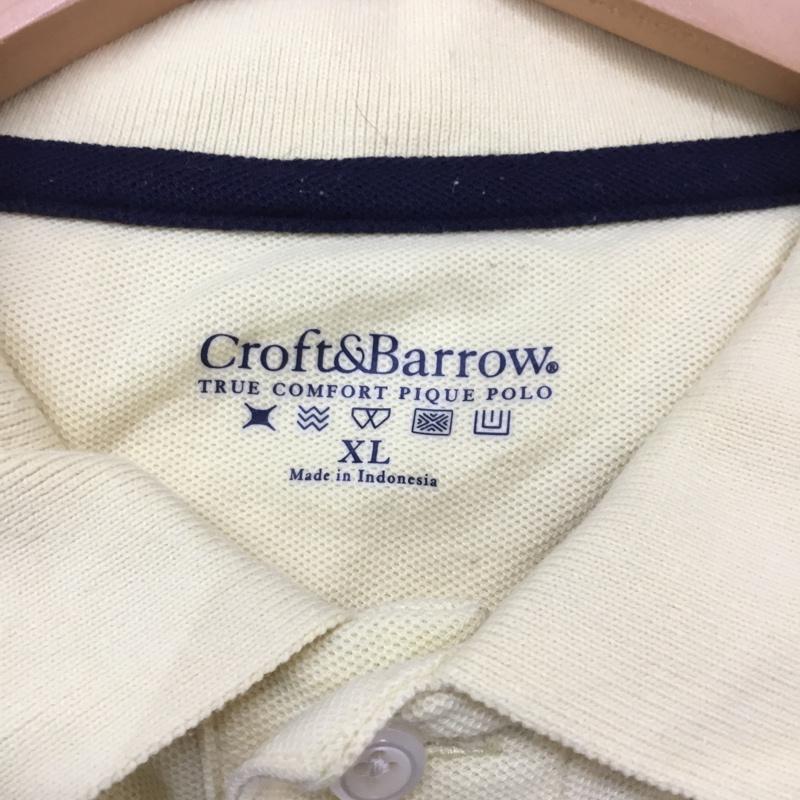 Croft&Barrow®
TRUE COMFORT PIQUE POLO
XL
Made in Indonesia